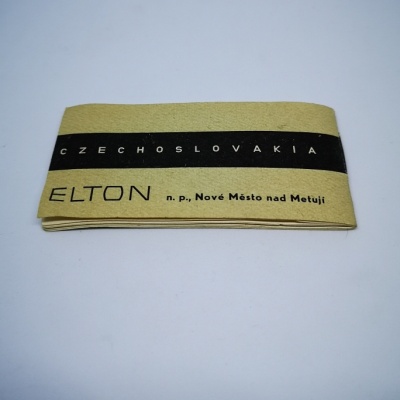 CZECHOSLOVAKIA
ELTON n. p., Nové Město nad Metují